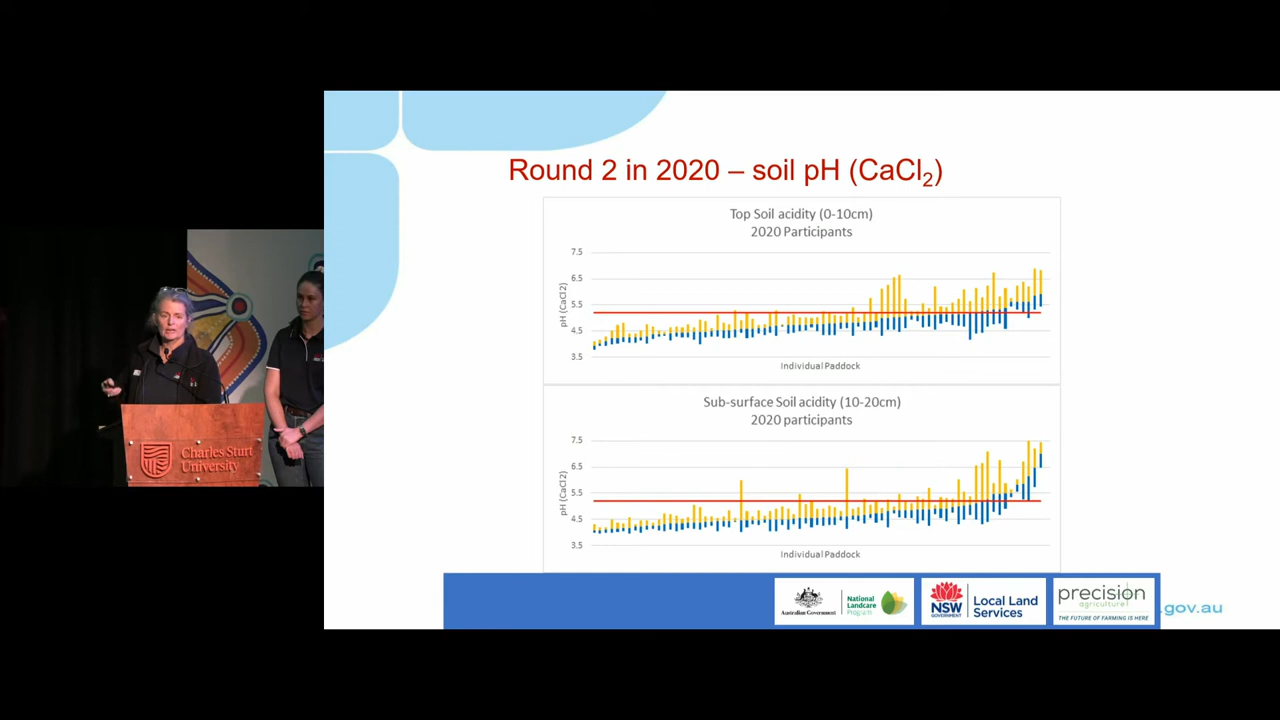 Round 2 in 2020 – soil pH (CaCl2)
Top Soil acidity (0-10cm)
2020 Participants
7.5
6.5
5.5
4.5
3.5
pH (CaCl2)
Individual Paddock
Sub-surface Soil acidity (10-20cm)
2020 participants
7.5
6.5
5.5
4.5
3.5
pH (CaCl2)
Individual Paddock
Charles Sturt
University
Australian Government
National
Landcare
Program
NSW
GOVERNMENT
Local Land
Services
precision
agriculture
THE FUTURE OF FARMING IS HERE
.gov.au